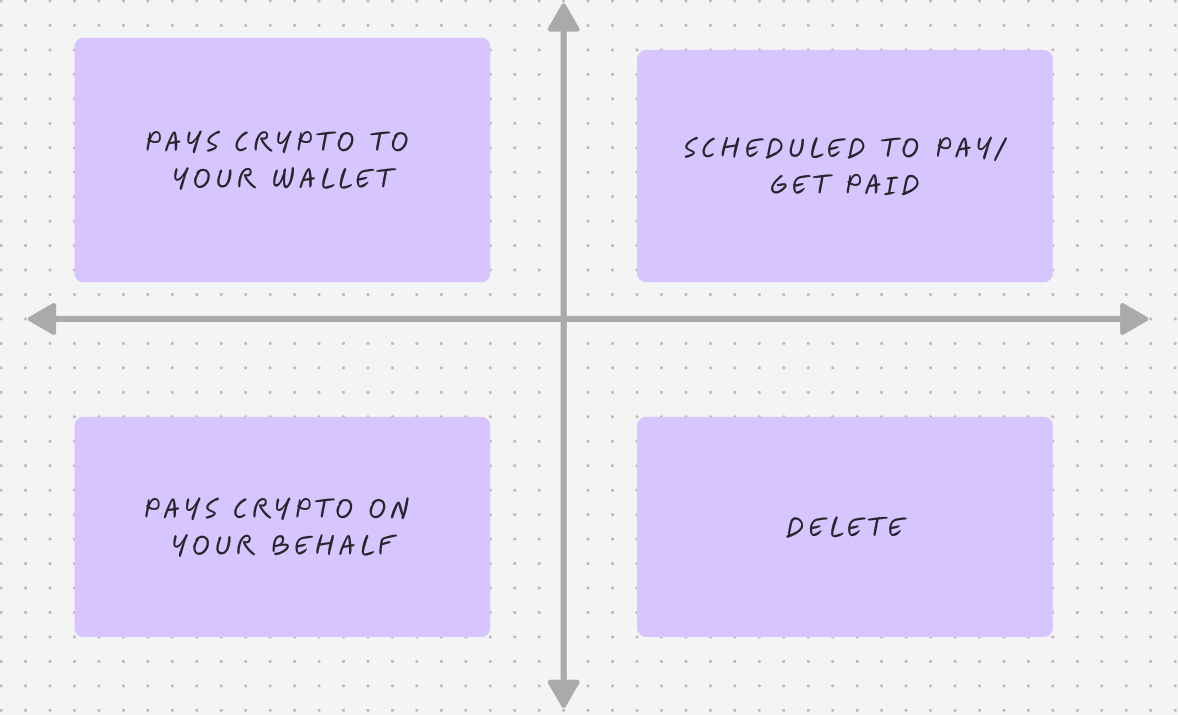 PAYS CRYPTO TO
YOUR WALLET
SCHEDULED TO PAY/
GET PAID
PAYS CRYPTO ON
YOUR BEHALF
DELETE